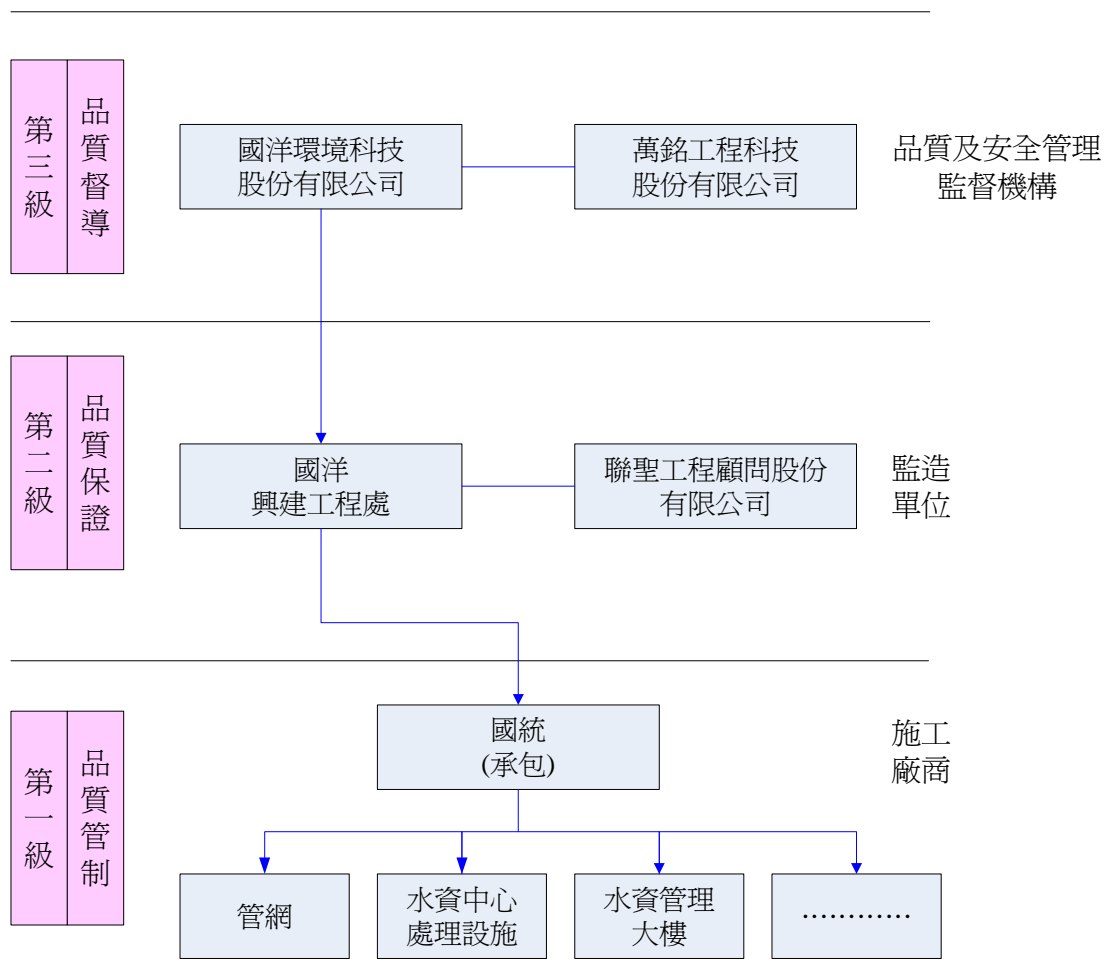 第三級
品質督導
國洋環境科技
股份有限公司
萬銘工程科技
股份有限公司
品質及安全管理
監督機構
第二級
品質保證
國洋
興建工程處
聯聖工程顧問股份
有限公司
監造
單位
第一級
品質管制
國統
(承包)
施工
廠商
管網
水資中心
處理設施
水資管理
大樓
…………